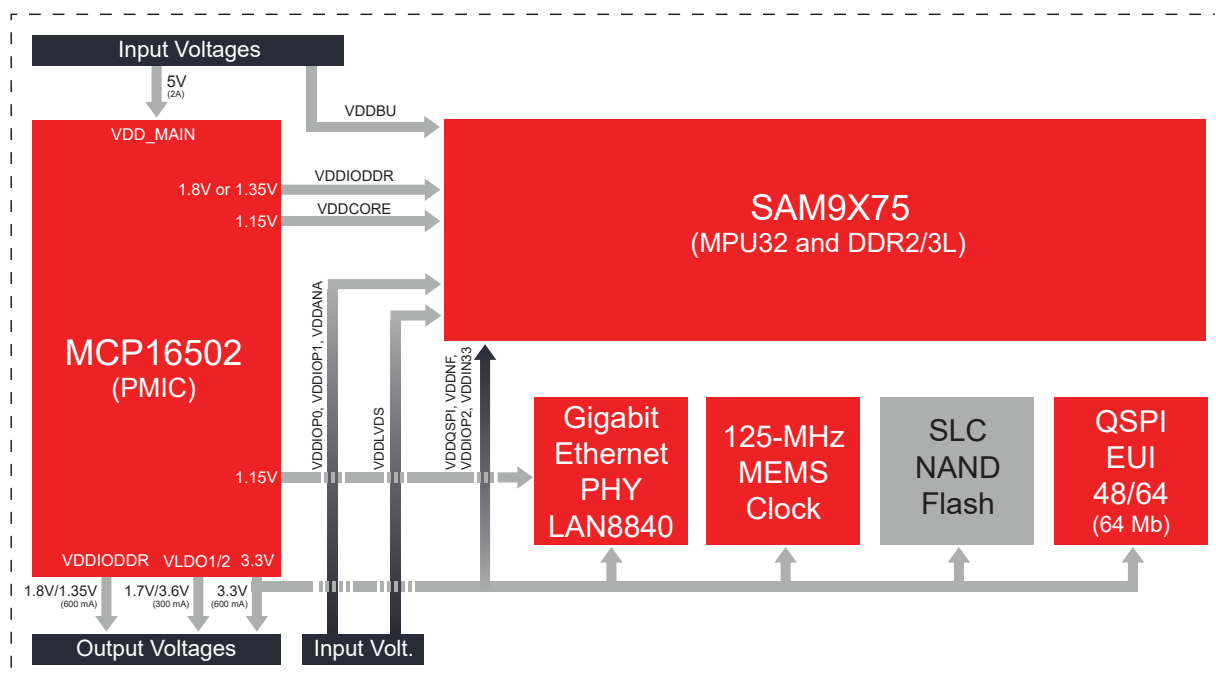 Input Voltages
5V
(2A)
VDDBU
VDD_MAIN
1.8V or 1.35V
VDDIODDR
1.15V
VDDCORE
SAM9X75
(MPU32 and DDR2/3L)
MCP16502
(PMIC)
VDDIOP0, VDDIOP1, VDDANA
VDDLVDS
VDDQSPI, VDDNF,
VDDIOP2, VDDIN33
1.15V
Gigabit
Ethernet
PHY
LAN8840
125-MHz
MEMS
Clock
SLC
NAND
Flash
QSPI
EUI
48/64
(64 Mb)
VDDIODDR
VLDO1/2
3.3V
1.8V/1.35V
(600 mA)
1.7V/3.6V
(300 mA)
3.3V
(600 mA)
Output Voltages
Input Volt.